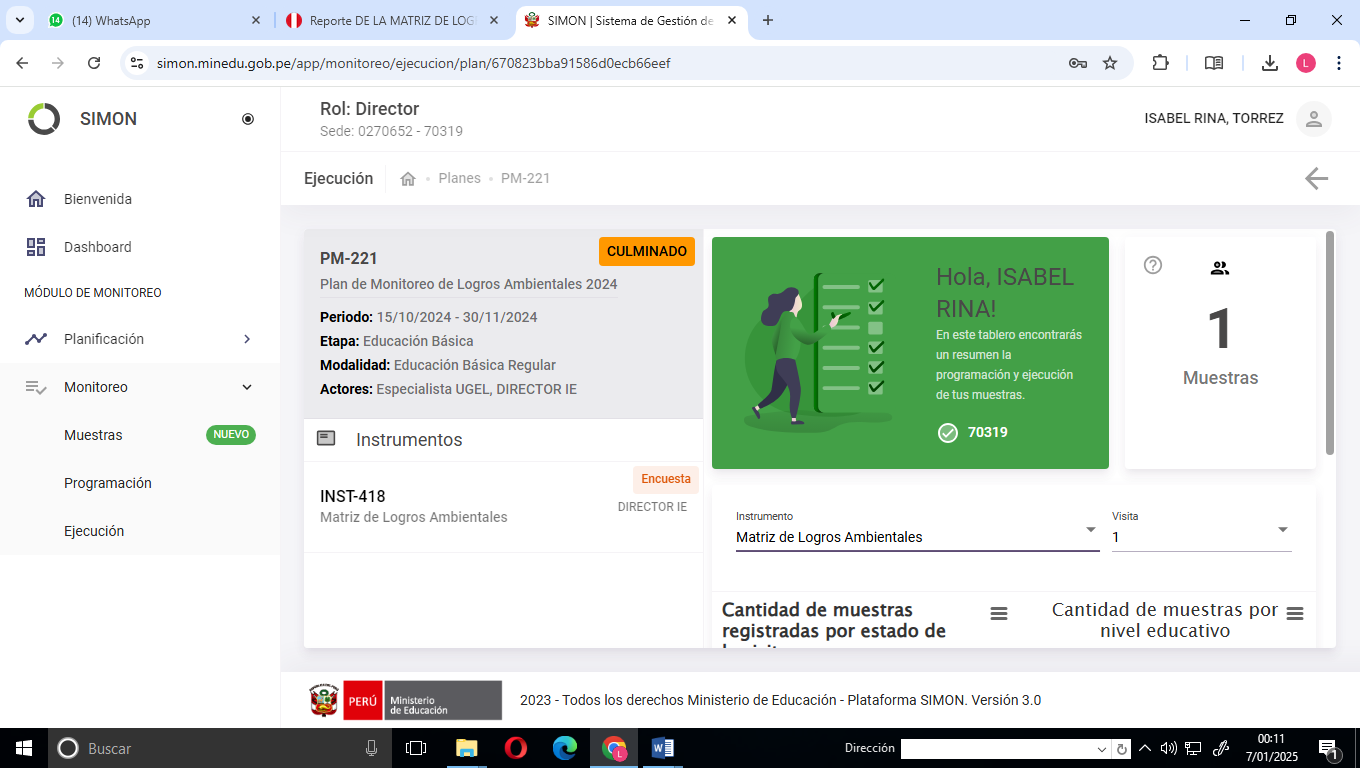 (14) WhatsApp
Reporte DE LA MATRIZ DE LOG
SIMON | Sistema de Gestión de
simon.minedu.gob.pe/app/monitoreo/ejecucion/plan/670823bba91586d0ecb66eef
L
SIMON
Rol: Director
Sede: 0270652 - 70319
ISABEL RINA, TORREZ
Ejecución
Planes
PM-221
Bienvenida
Dashboard
MÓDULO DE MONITOREO
Planificación
Monitoreo
Muestras
NUEVO
Programación
Ejecución
PM-221
CULMINADO
Plan de Monitoreo de Logros Ambientales 2024
Periodo: 15/10/2024 - 30/11/2024
Etapa: Educación Básica
Modalidad: Educación Básica Regular
Actores: Especialista UGEL, DIRECTOR IE
Instrumentos
Encuesta
INST-418
DIRECTOR IE
Matriz de Logros Ambientales
Hola, ISABEL
RINA!
En este tablero encontrarás
un resumen la
programación y ejecución
de tus muestras.
70319
1
Muestras
Instrumento
Matriz de Logros Ambientales
Visita
1
Cantidad de muestras
registradas por estado de
Cantidad de muestras por
nivel educativo
PERÚ
Ministerio
de Educación
2023 - Todos los derechos Ministerio de Educación - Plataforma SIMON. Versión 3.0
Buscar
Dirección
00:11
7/01/2025
1